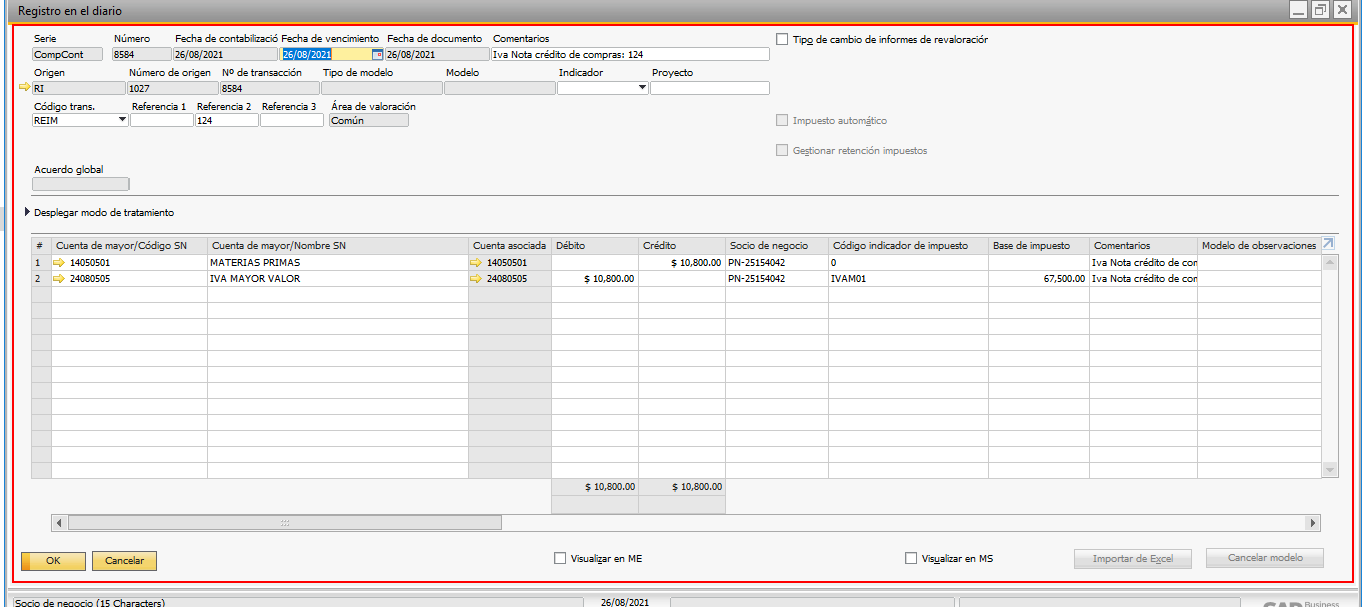 Registro en el diario
Serie Número Fecha de contabilizació Fecha de vencimiento Fecha de documento Comentarios
CompCont 8584 26/08/2021 26/08/2021 26/08/2021 Iva Nota crédito de compras: 124
Tipo de cambio de informes de revaloraciór
Origen Número de origen Nº de transacción Tipo de modelo Modelo Indicador Proyecto
RI 1027 8584
Código trans. Referencia 1 Referencia 2 Referencia 3 Área de valoración
REIM 124 Común
Impuesto automático
Gestionar retención impuestos
Acuerdo global
Desplegar modo de tratamiento
# Cuenta de mayor/Código SN Cuenta de mayor/Nombre SN Cuenta asociada Débito Crédito Socio de negocio Código indicador de impuesto Base de impuesto Comentarios Modelo de observaciones
1 14050501 MATERIAS PRIMAS 14050501 $ 10,800.00 PN-25154042 0 Iva Nota crédito de con
2 24080505 IVA MAYOR VALOR 24080505 $ 10,800.00 PN-25154042 IVAM01 67,500.00 Iva Nota crédito de con
$ 10,800.00 $ 10,800.00
OK Cancelar Visualizar en ME Visualizar en MS Importar de Excel Cancelar modelo
Socio de negocio (15 Characters) 26/08/2021 SAP Business